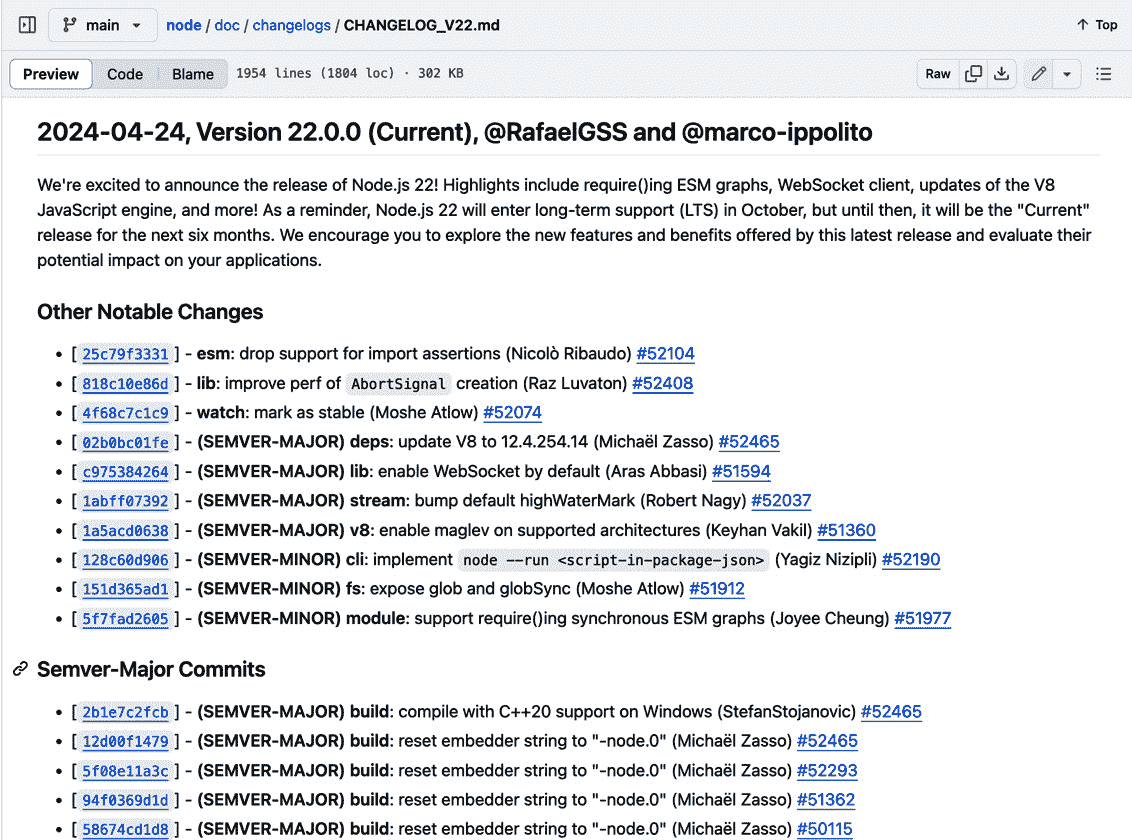 main node / doc / changelogs / CHANGELOG_V22.md Top
Preview Code Blame 1954 lines (1804 loc) · 302 KB Raw
2024-04-24, Version 22.0.0 (Current), @RafaelGSS and @marco-ippolito
We're excited to announce the release of Node.js 22! Highlights include require()ing ESM graphs, WebSocket client, updates of the V8
JavaScript engine, and more! As a reminder, Node.js 22 will enter long-term support (LTS) in October, but until then, it will be the "Current"
release for the next six months. We encourage you to explore the new features and benefits offered by this latest release and evaluate their
potential impact on your applications.
Other Notable Changes
• [25c79f3331] - esm: drop support for import assertions (Nicolò Ribaudo) #52104
• [818c10e86d] - lib: improve perf of AbortSignal creation (Raz Luvaton) #52408
• [4f68c7c1c9] - watch: mark as stable (Moshe Atlow) #52074
• [02b0bc01fe] - (SEMVER-MAJOR) deps: update V8 to 12.4.254.14 (Michaël Zasso) #52465
• [c975384264] - (SEMVER-MAJOR) lib: enable WebSocket by default (Aras Abbasi) #51594
• [1abff07392] - (SEMVER-MAJOR) stream: bump default highWaterMark (Robert Nagy) #52037
• [1a5acd0638] - (SEMVER-MAJOR) v8: enable maglev on supported architectures (Keyhan Vakil) #51360
• [128c60d906] - (SEMVER-MINOR) cli: implement node --run <script-in-package-json> (Yagiz Nizipli) #52190
• [151d365ad1] - (SEMVER-MINOR) fs: expose glob and globSync (Moshe Atlow) #51912
• [5f7fad2605] - (SEMVER-MINOR) module: support require()ing synchronous ESM graphs (Joyee Cheung) #51977
Semver-Major Commits
• [2b1e7c2fcb] - (SEMVER-MAJOR) build: compile with C++20 support on Windows (StefanStojanovic) #52465
• [12d00f1479] - (SEMVER-MAJOR) build: reset embedder string to "-node.0" (Michaël Zasso) #52465
• [5f08e11a3c] - (SEMVER-MAJOR) build: reset embedder string to "-node.0" (Michaël Zasso) #52293
• [94f0369d1d] - (SEMVER-MAJOR) build: reset embedder string to "-node.0" (Michaël Zasso) #51362
• [58674cd1d8] - (SEMVER-MAJOR) build: reset embedder string to "-node.0" (Michaël Zasso) #50115